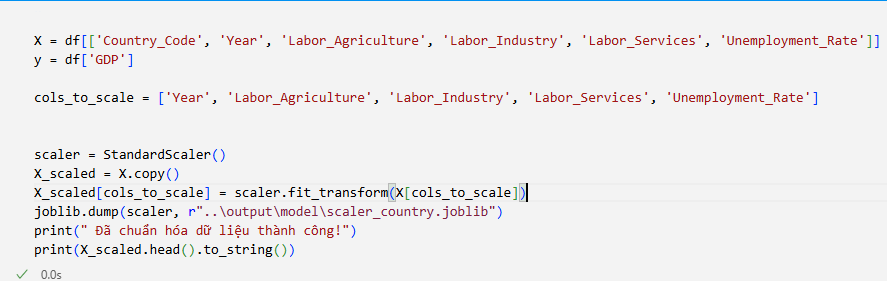 X = df[['Country_Code', 'Year', 'Labor_Agriculture', 'Labor_Industry', 'Labor_Services', 'Unemployment_Rate']]
y = df['GDP']
cols_to_scale = ['Year', 'Labor_Agriculture', 'Labor_Industry', 'Labor_Services', 'Unemployment_Rate']
scaler = StandardScaler()
X_scaled = X.copy()
X_scaled[cols_to_scale] = scaler.fit_transform(X[cols_to_scale])
joblib.dump(scaler, r"..\output\model\scaler_country.joblib")
print(" Đã chuẩn hóa dữ liệu thành công!")
print(X_scaled.head().to_string())
0.0s